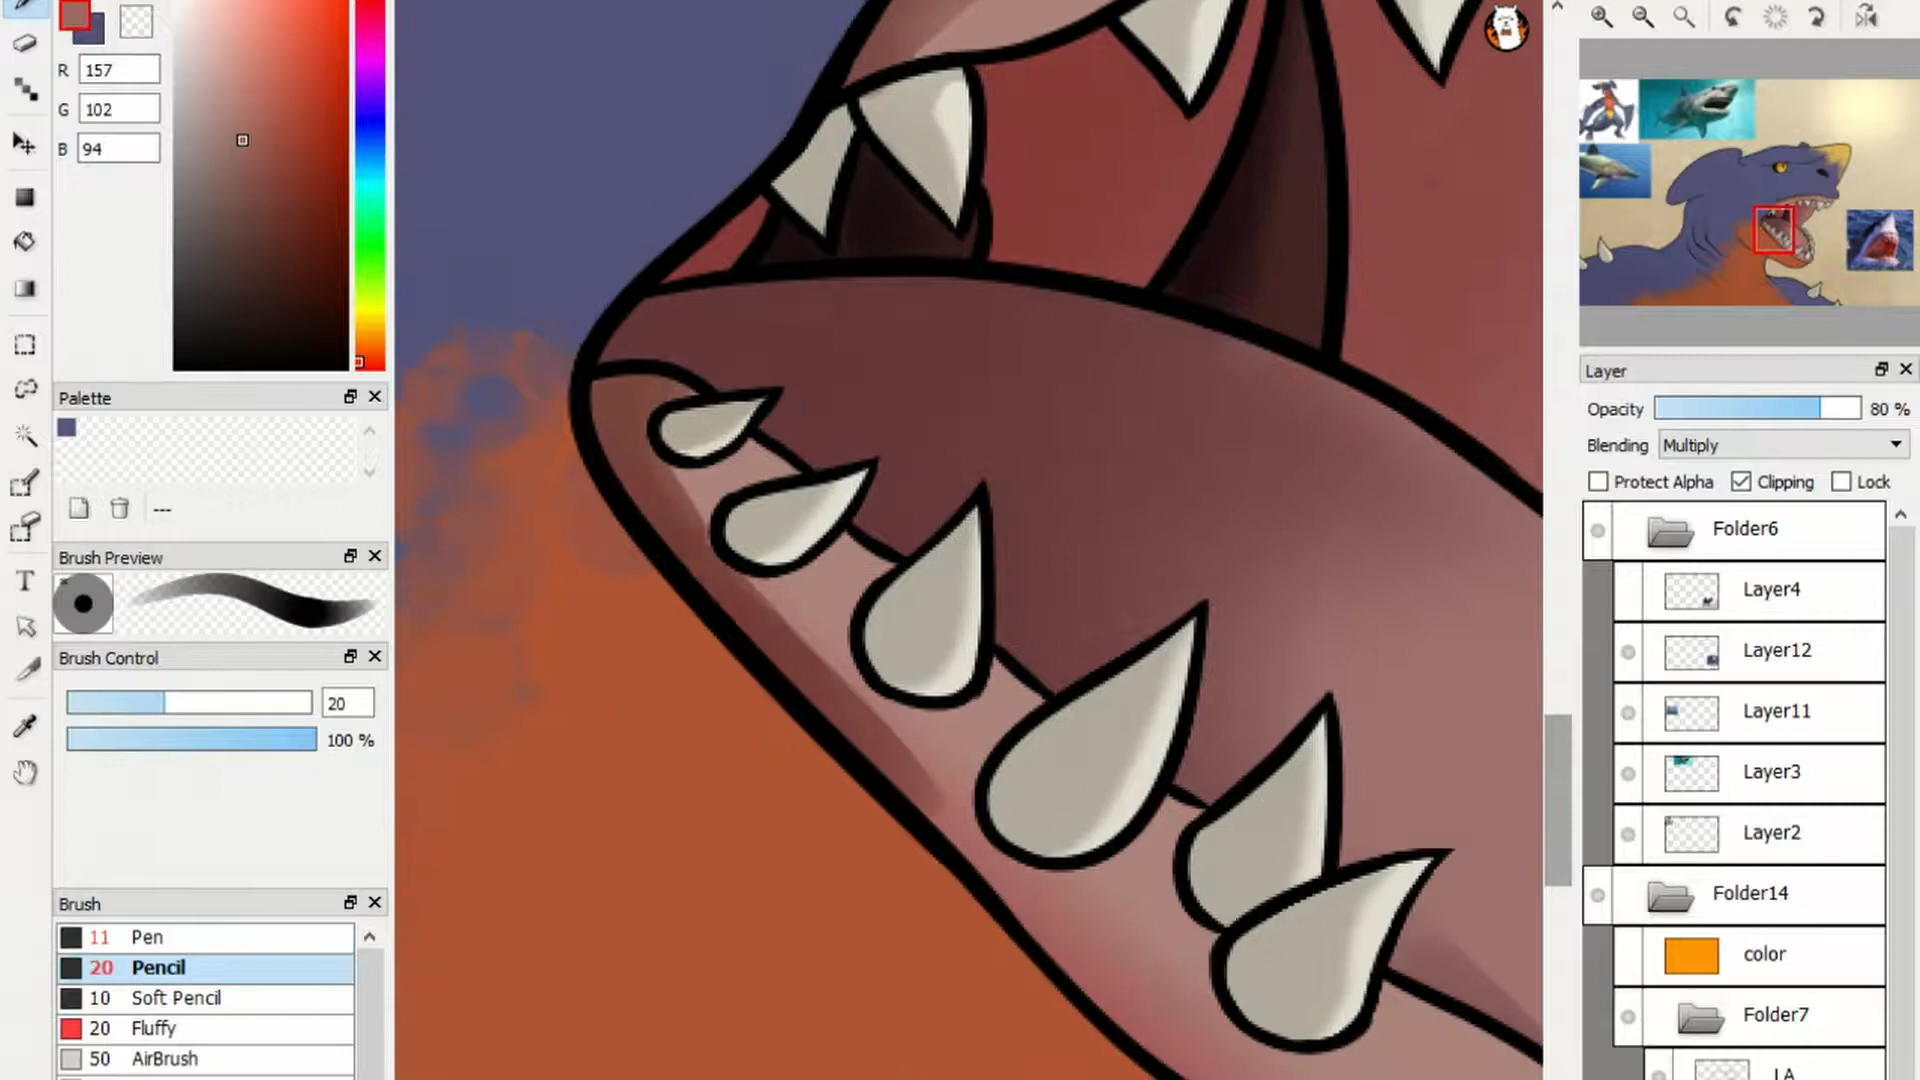 R 157
G 102
B 94
Palette
---
Brush Preview
Brush Control
20
100 %
Brush
11 Pen
20 Pencil
10 Soft Pencil
20 Fluffy
50 AirBrush
T
Layer
Opacity 80 %
Blending Multiply
Protect Alpha Clipping Lock
Folder6
Layer4
Layer12
Layer11
Layer3
Layer2
Folder14
color
Folder7
LA